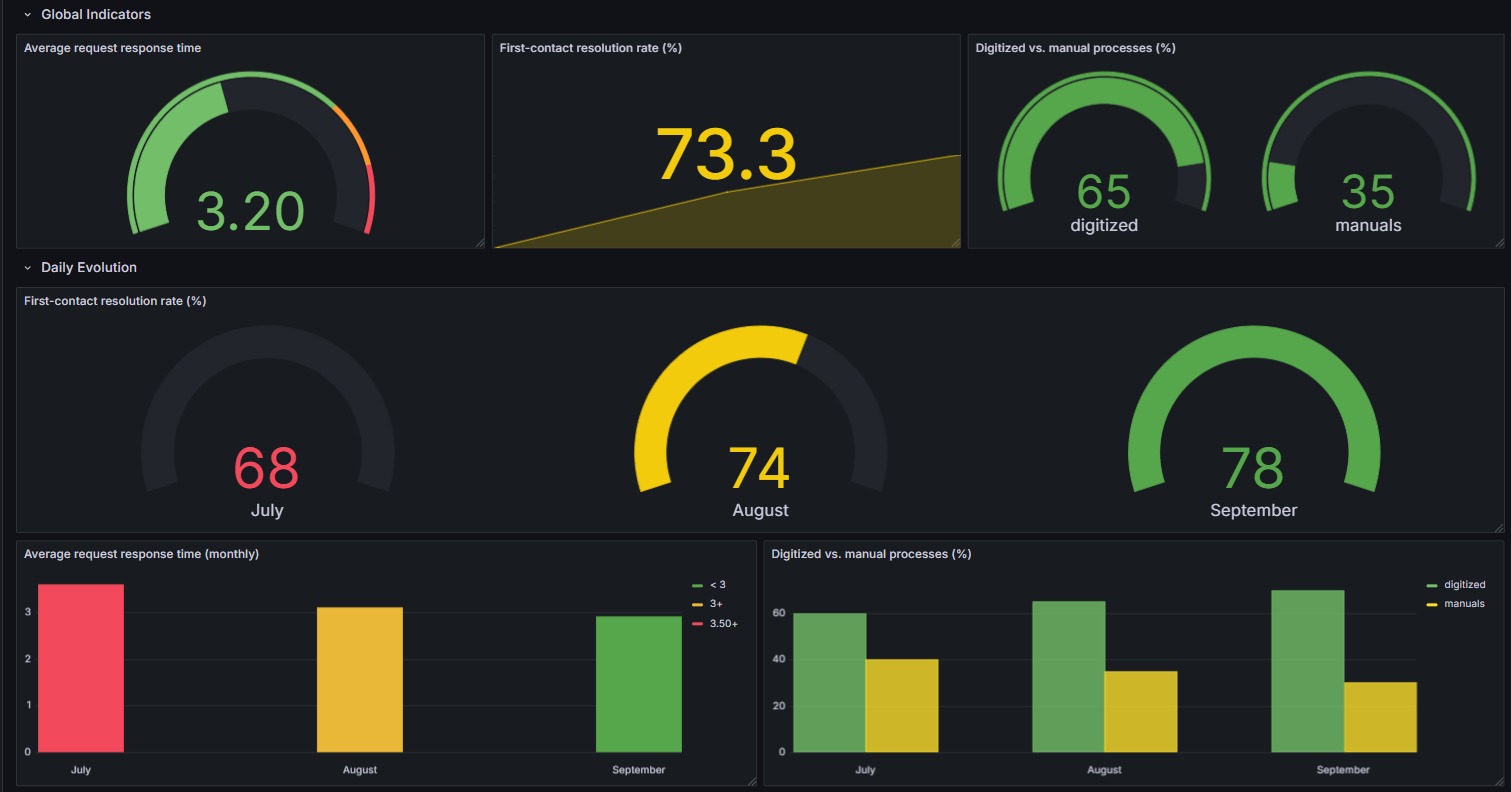 Global Indicators
Average request response time
3.20
First-contact resolution rate (%)
73.3
Digitized vs. manual processes (%)
65
digitized
35
manuals
Daily Evolution
First-contact resolution rate (%)
68
July
74
August
78
September
Average request response time (monthly)
3
2
1
0
July
August
September
< 3
3+
3.50+
Digitized vs. manual processes (%)
60
40
20
0
July
August
September
digitized
manuals